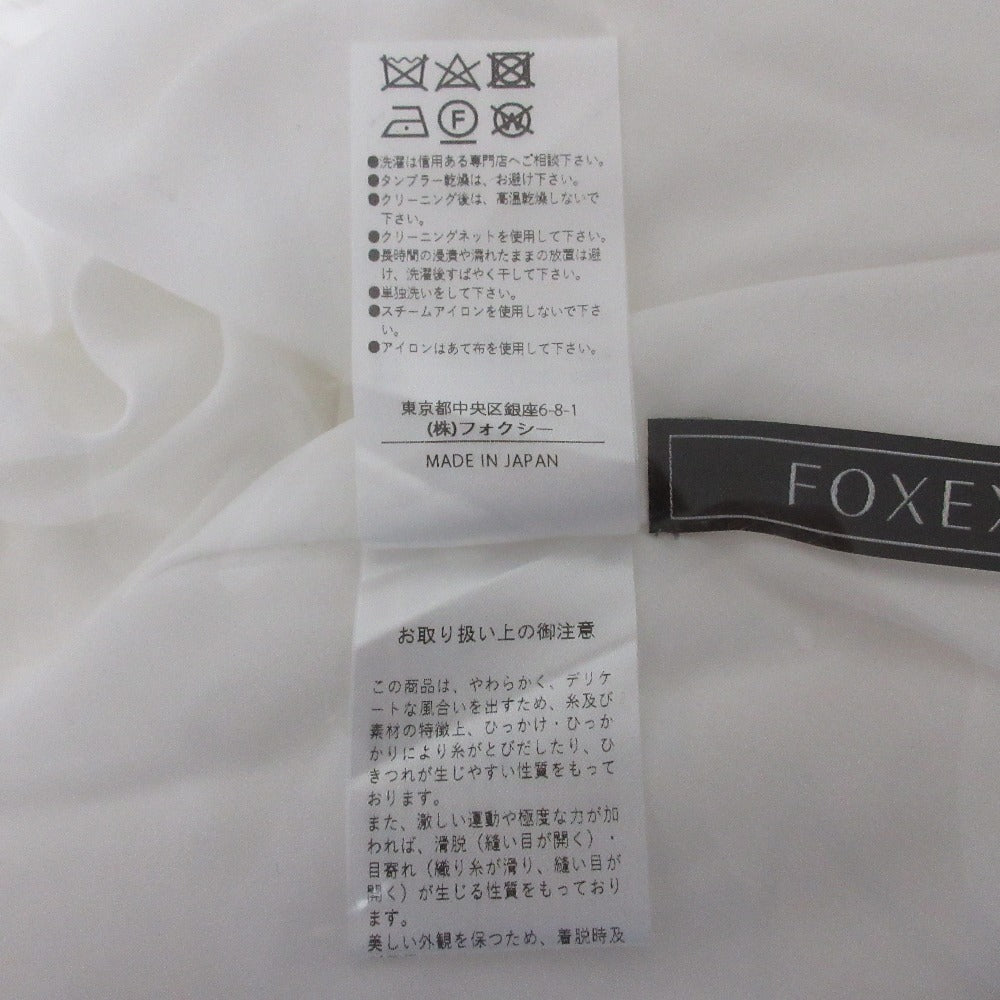 F
W
●洗濯は信用ある専門店へご相談下さい。
●タンブラー乾燥は、お避け下さい。
●クリーニング後は、高温乾燥しないで
下さい。
●クリーニングネットを使用して下さい。
●長時間の浸漬や濡れたままの放置は避
け、洗濯後すばやく干して下さい。
●単独洗いをして下さい。
●スチームアイロンを使用しないで下さ
い。
●アイロンはあて布を使用して下さい。
東京都中央区銀座6-8-1
(株)フォクシー
MADE IN JAPAN
FOXEX
お取り扱い上の御注意
この商品は、やわらかく、デリケ
ートな風合いを出すため、糸及び
素材の特徴上、ひっかけ・ひっか
かりにより糸がとびだしたり、ひ
きつれが生じやすい性質をもって
おります。
また、激しい運動や極度な力が加
われば、滑脱（縫い目が開く）・
目寄れ（織り糸が滑り、縫い目が
開く）が生じる性質をもっており
ます。
美しい外観を保つため、着脱時及